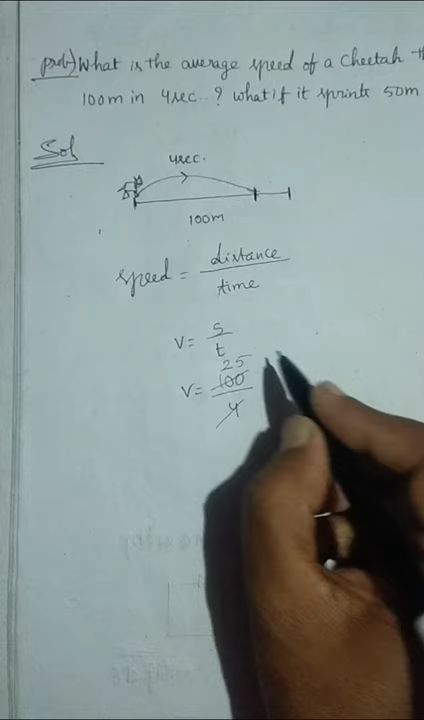 prob) What is the average speed of a Cheetah
100m in 4sec..? what if it sprints 50m
Sol
4sec.
100m
speed = distance / time
V = S / t
25
V = 100 / 4